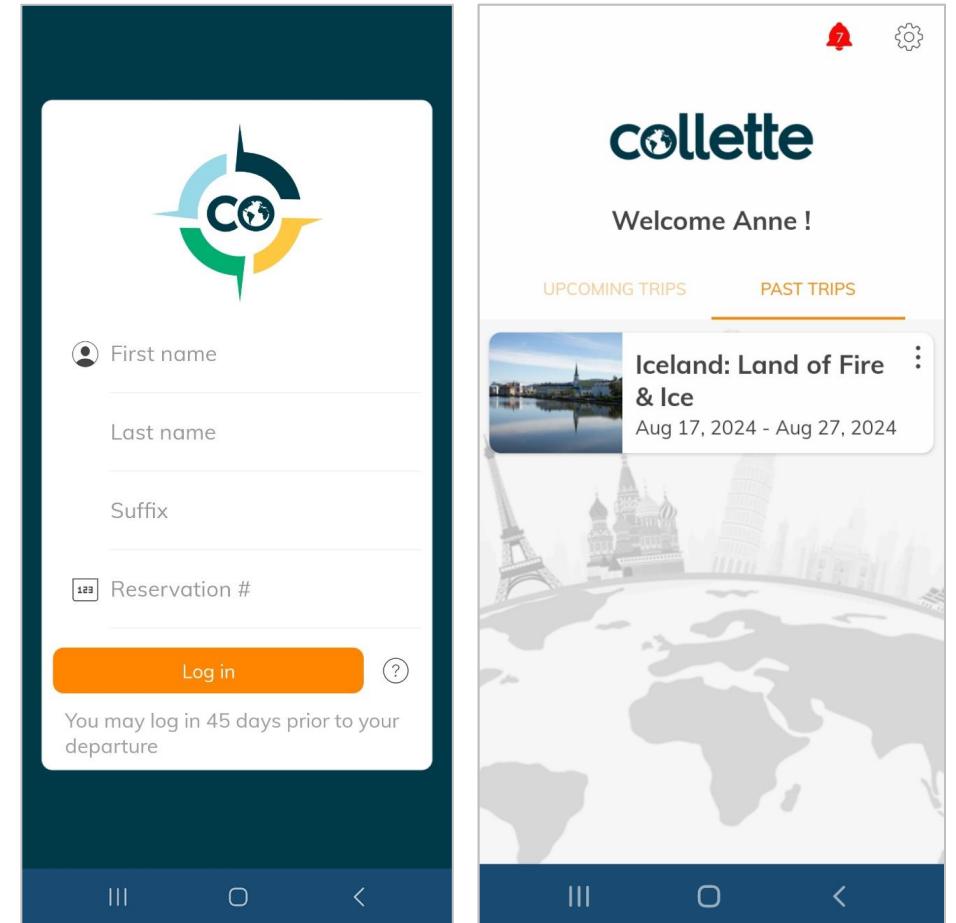 CO
First name
Last name
Suffix
123
Reservation #
Log in
?
You may log in 45 days prior to your
departure
7
collette
Welcome Anne !
UPCOMING TRIPS PAST TRIPS
Iceland: Land of Fire
& Ice
Aug 17, 2024 - Aug 27, 2024